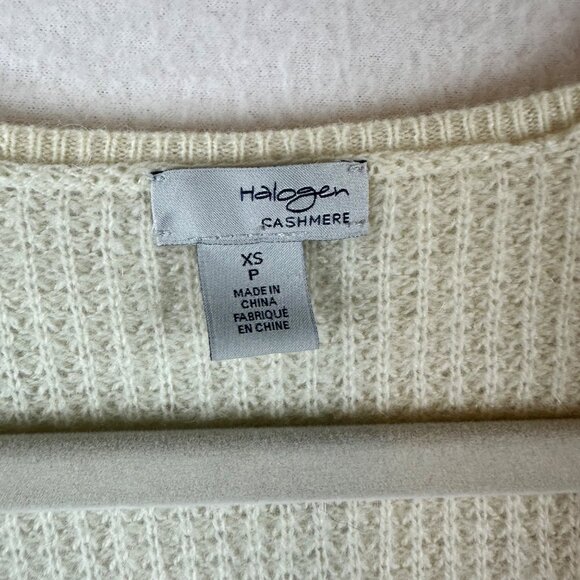 Halogen
CASHMERE
XS
P
MADE IN
CHINA
FABRIQUÉ
EN CHINE